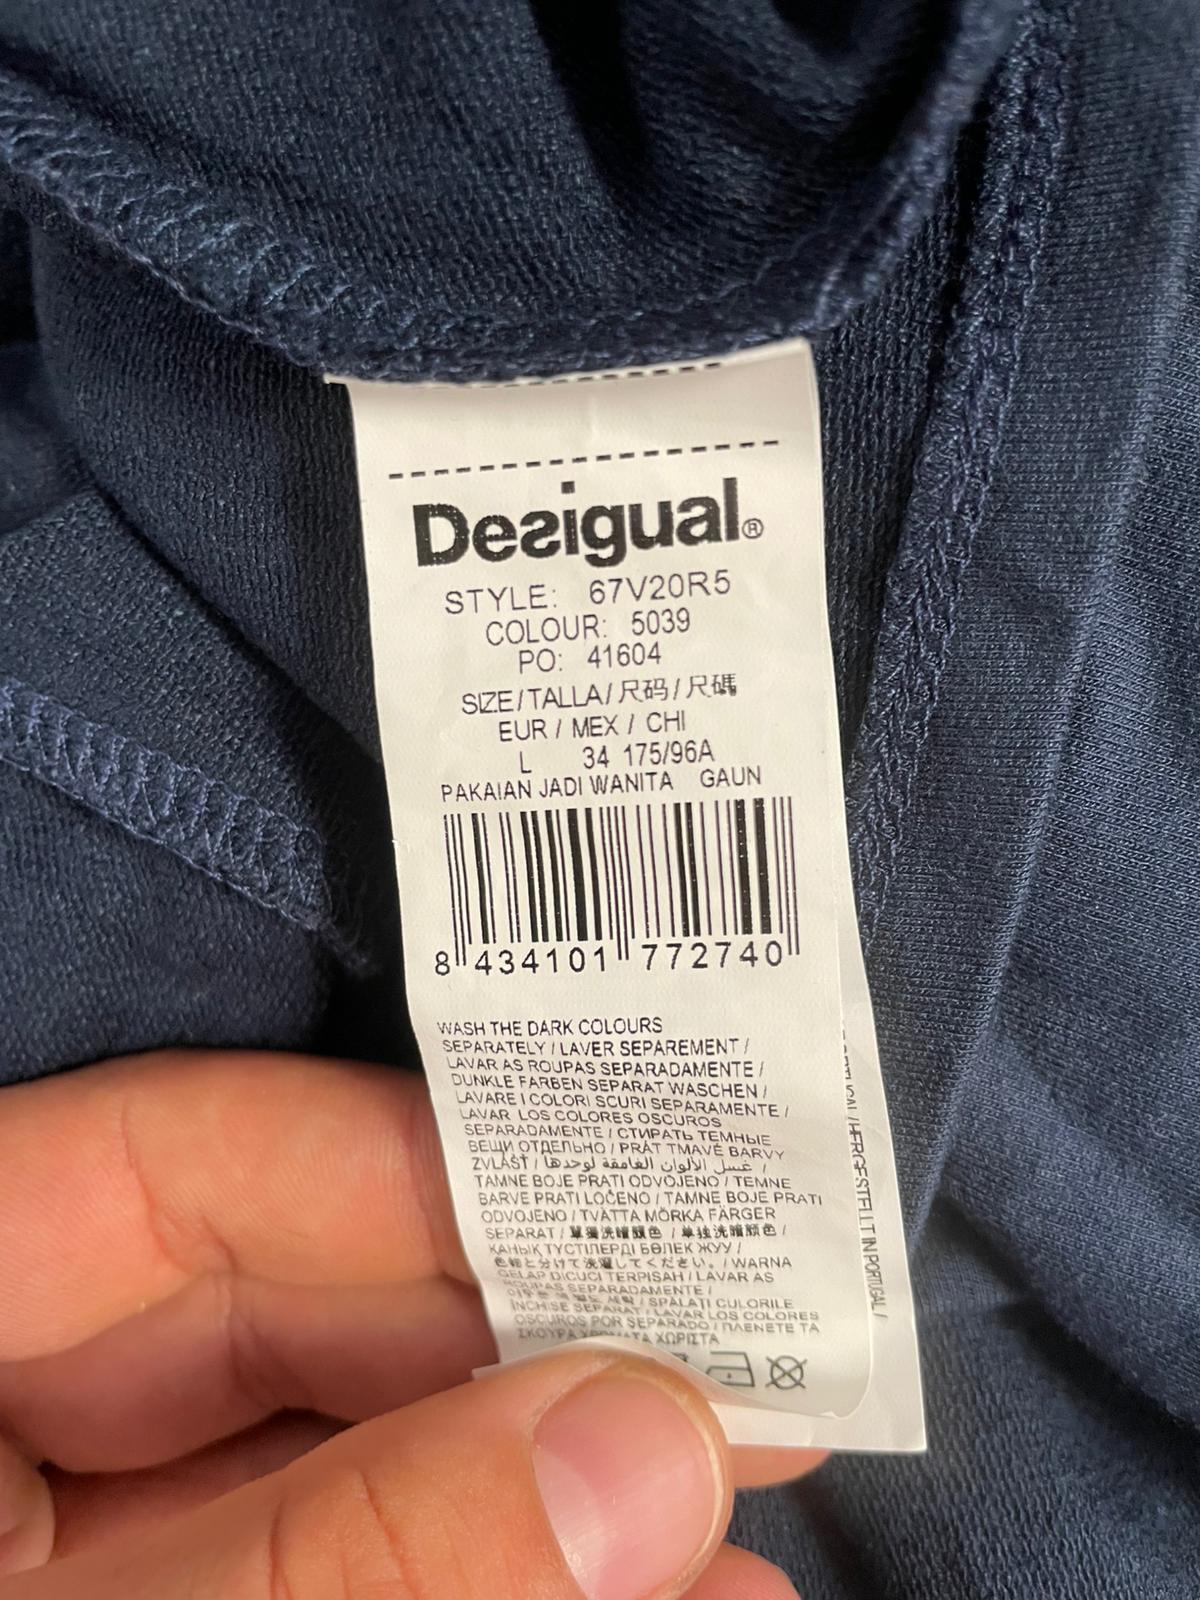 Desigual®
STYLE: 67V20R5
COLOUR: 5039
PO: 41604
SIZE/TALLA/尺码/尺碼
EUR / MEX / CHI
L 34 175/96A
PAKAIAN JADI WANITA GAUN
8 434101 772740
WASH THE DARK COLOURS
SEPARATELY / LAVER SEPAREMENT /
LAVAR AS ROUPAS SEPARADAMENTE /
DUNKLE FARBEN SEPARAT WASCHEN /
LAVARE I COLORI SCURI SEPARAMENTE /
LAVAR LOS COLORES OSCUROS
SEPARADAMENTE / СТИРАТЬ ТЕМНЫЕ
ВЕЩИ ОТДЕЛЬНО / PRÁT TMAVÉ BARVY
ZVLÁŠŤ / غسل الألوان الغامقة لوحدها /
TAMNE BOJE PRATI ODVOJENO / TEMNE
BARVE PRATI LOČENO / TAMNE BOJE PRATI
ODVOJENO / TVÄTTA MÖRKA FÄRGER
SEPARAT / 單獨洗暗顏色 / 单独洗暗颜色 /
ҚАНЫҚ ТҮСТІЛЕРДІ БӨЛЕК ЖУУ /
色物と分けて洗濯してください。/ WARNA
GELAP DICUCI TERPISAH / LAVAR AS
ROUPAS SEPARADAMENTE /
/ SPĂLAȚI CULORILE
ÎNCHISE SEPARAT / LAVAR LOS COLORES
OSCUROS POR SEPARADO / ΠΛΕΝΕΤΕ ΤΑ
ΣΚΟΥΡΑ ΧΡΩΜΑΤΑ ΧΩΡΙΣΤΑ
PORTUGAL / HERGESTELLT IN PORTUGAL /